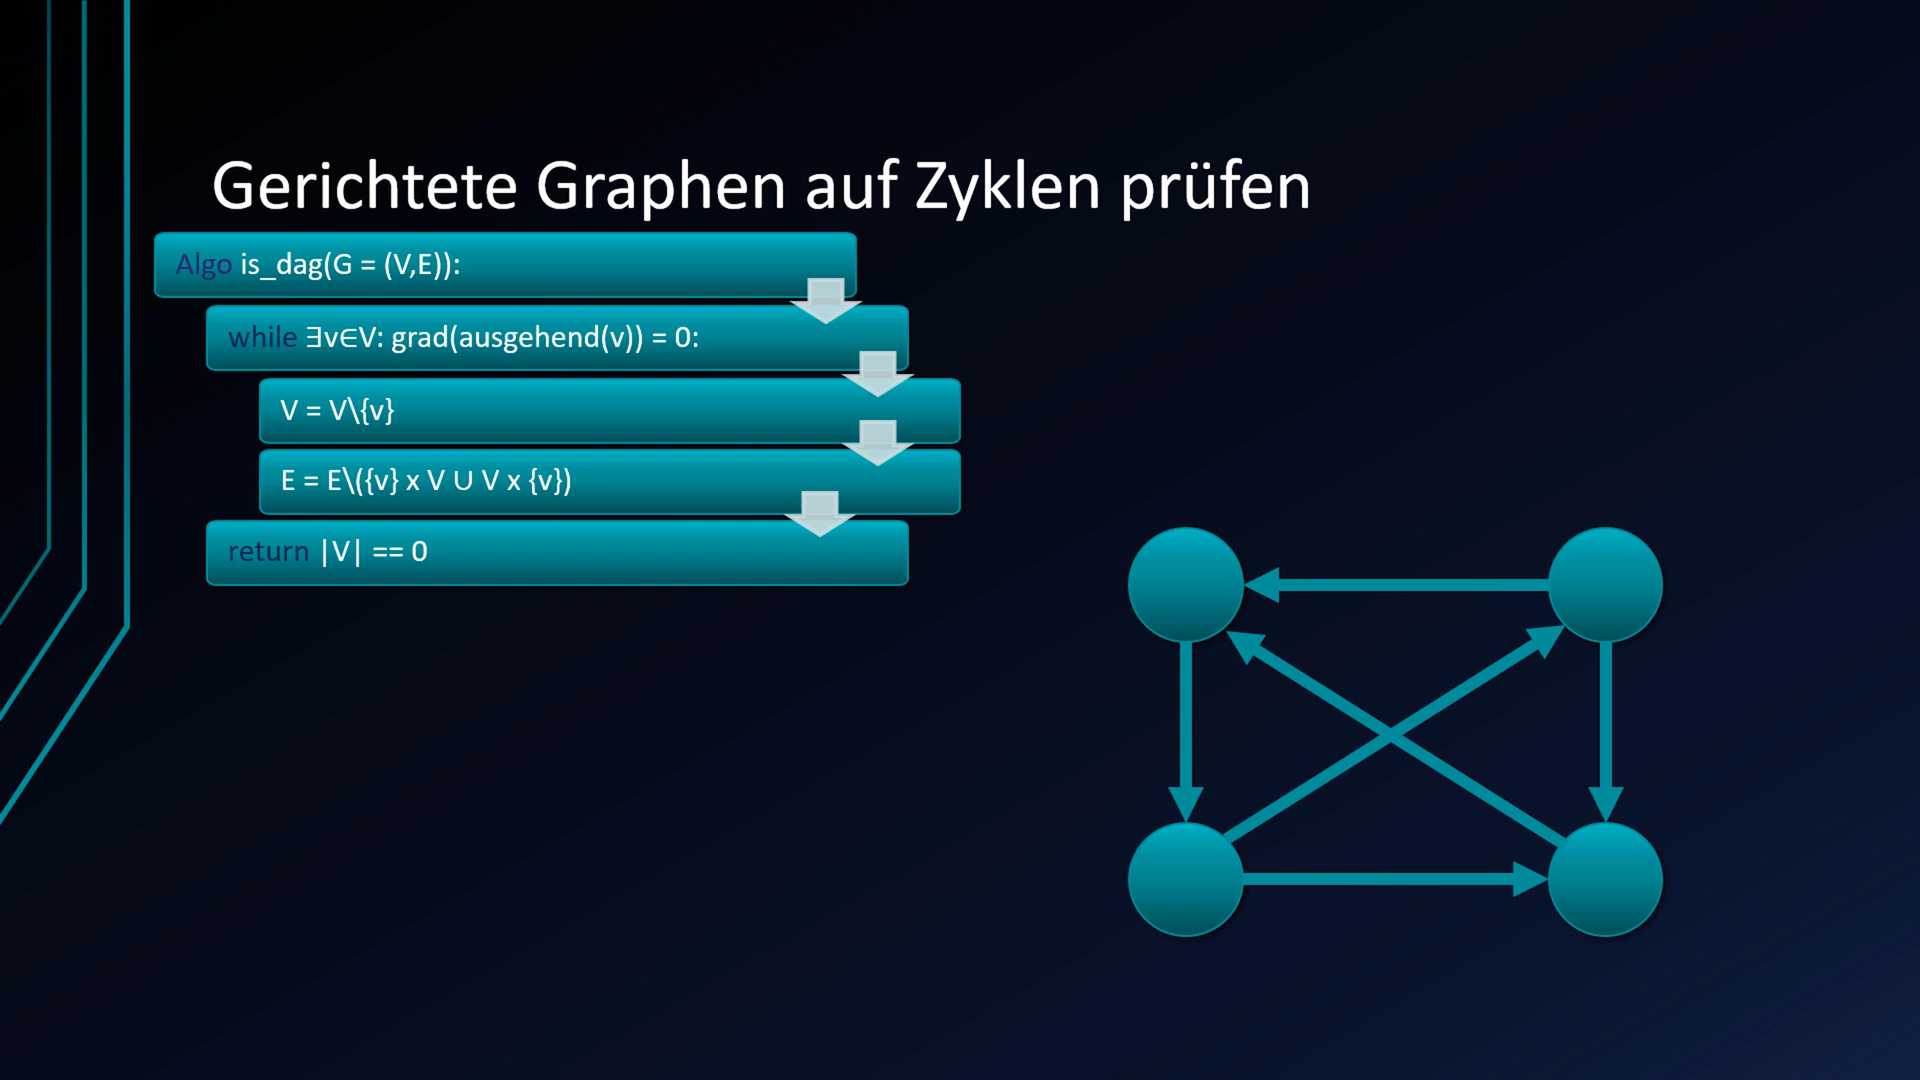 Gerichtete Graphen auf Zyklen prüfen
Algo is_dag(G = (V,E)):
while ∃v∈V: grad(ausgehend(v)) = 0:
V = V\{v}
E = E\({v} x V ∪ V x {v})
return |V| == 0